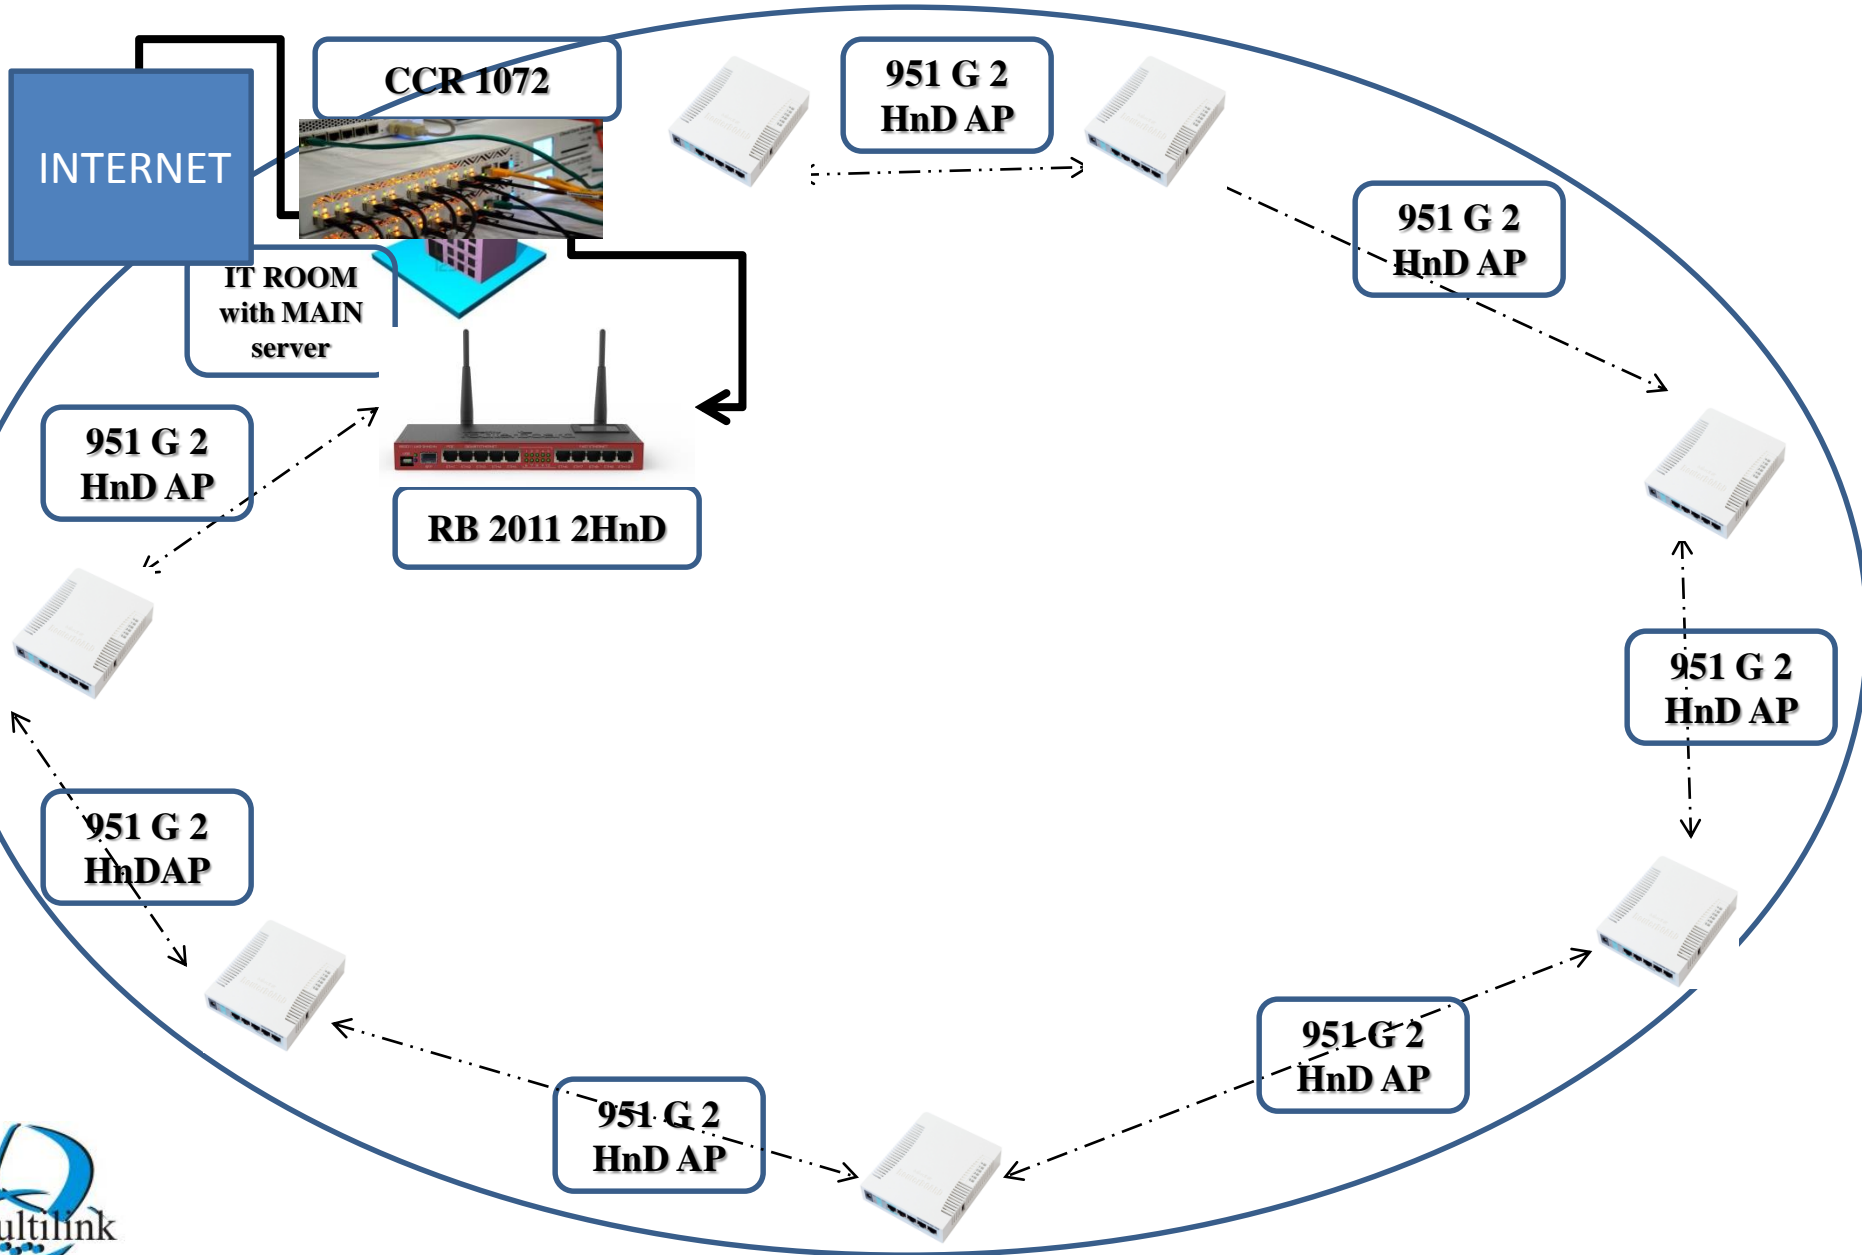 CCR 1072
951 G 2
HnD AP
INTERNET
951 G 2
HnD AP
IT ROOM
with MAIN
server
951 G 2
HnD AP
RB 2011 2HnD
951 G 2
HnD AP
951 G 2
HnDAP
951 G 2
HnD AP
951 G 2
HnD AP
ultilink